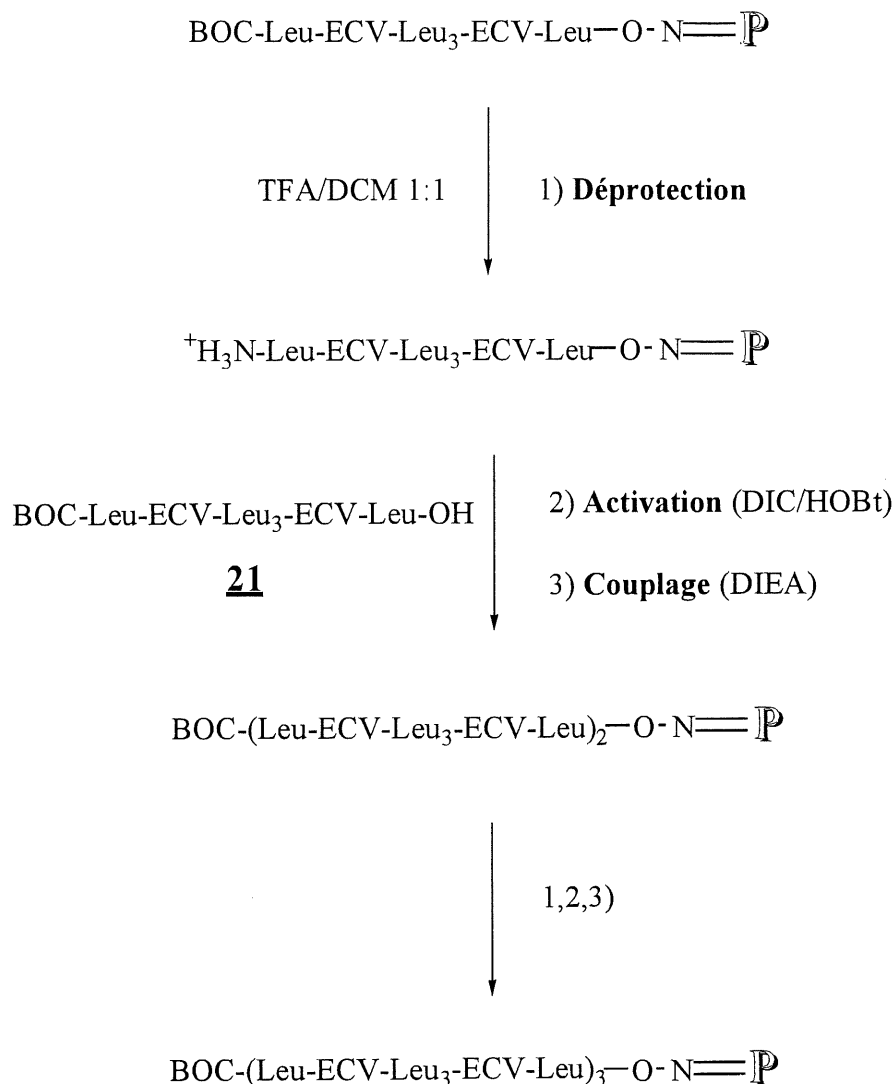 BOC-Leu-ECV-Leu₃-ECV-Leu—O-N═ℙ
TFA/DCM 1:1
1) Déprotection
⁺H₃N-Leu-ECV-Leu₃-ECV-Leu—O-N═ℙ
BOC-Leu-ECV-Leu₃-ECV-Leu-OH
21
2) Activation (DIC/HOBt)
3) Couplage (DIEA)
BOC-(Leu-ECV-Leu₃-ECV-Leu)₂—O-N═ℙ
1,2,3)
BOC-(Leu-ECV-Leu₃-ECV-Leu)₃—O-N═ℙ